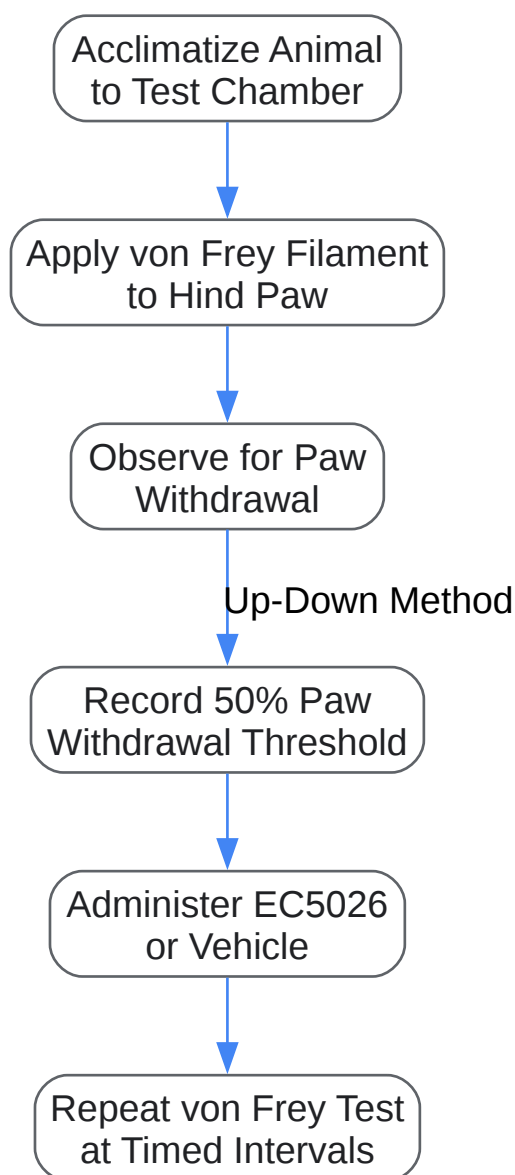 Acclimatize Animal
to Test Chamber
Apply von Frey Filament
to Hind Paw
Observe for Paw
Withdrawal
Up-Down Method
Record 50% Paw
Withdrawal Threshold
Administer EC5026
or Vehicle
Repeat von Frey Test
at Timed Intervals